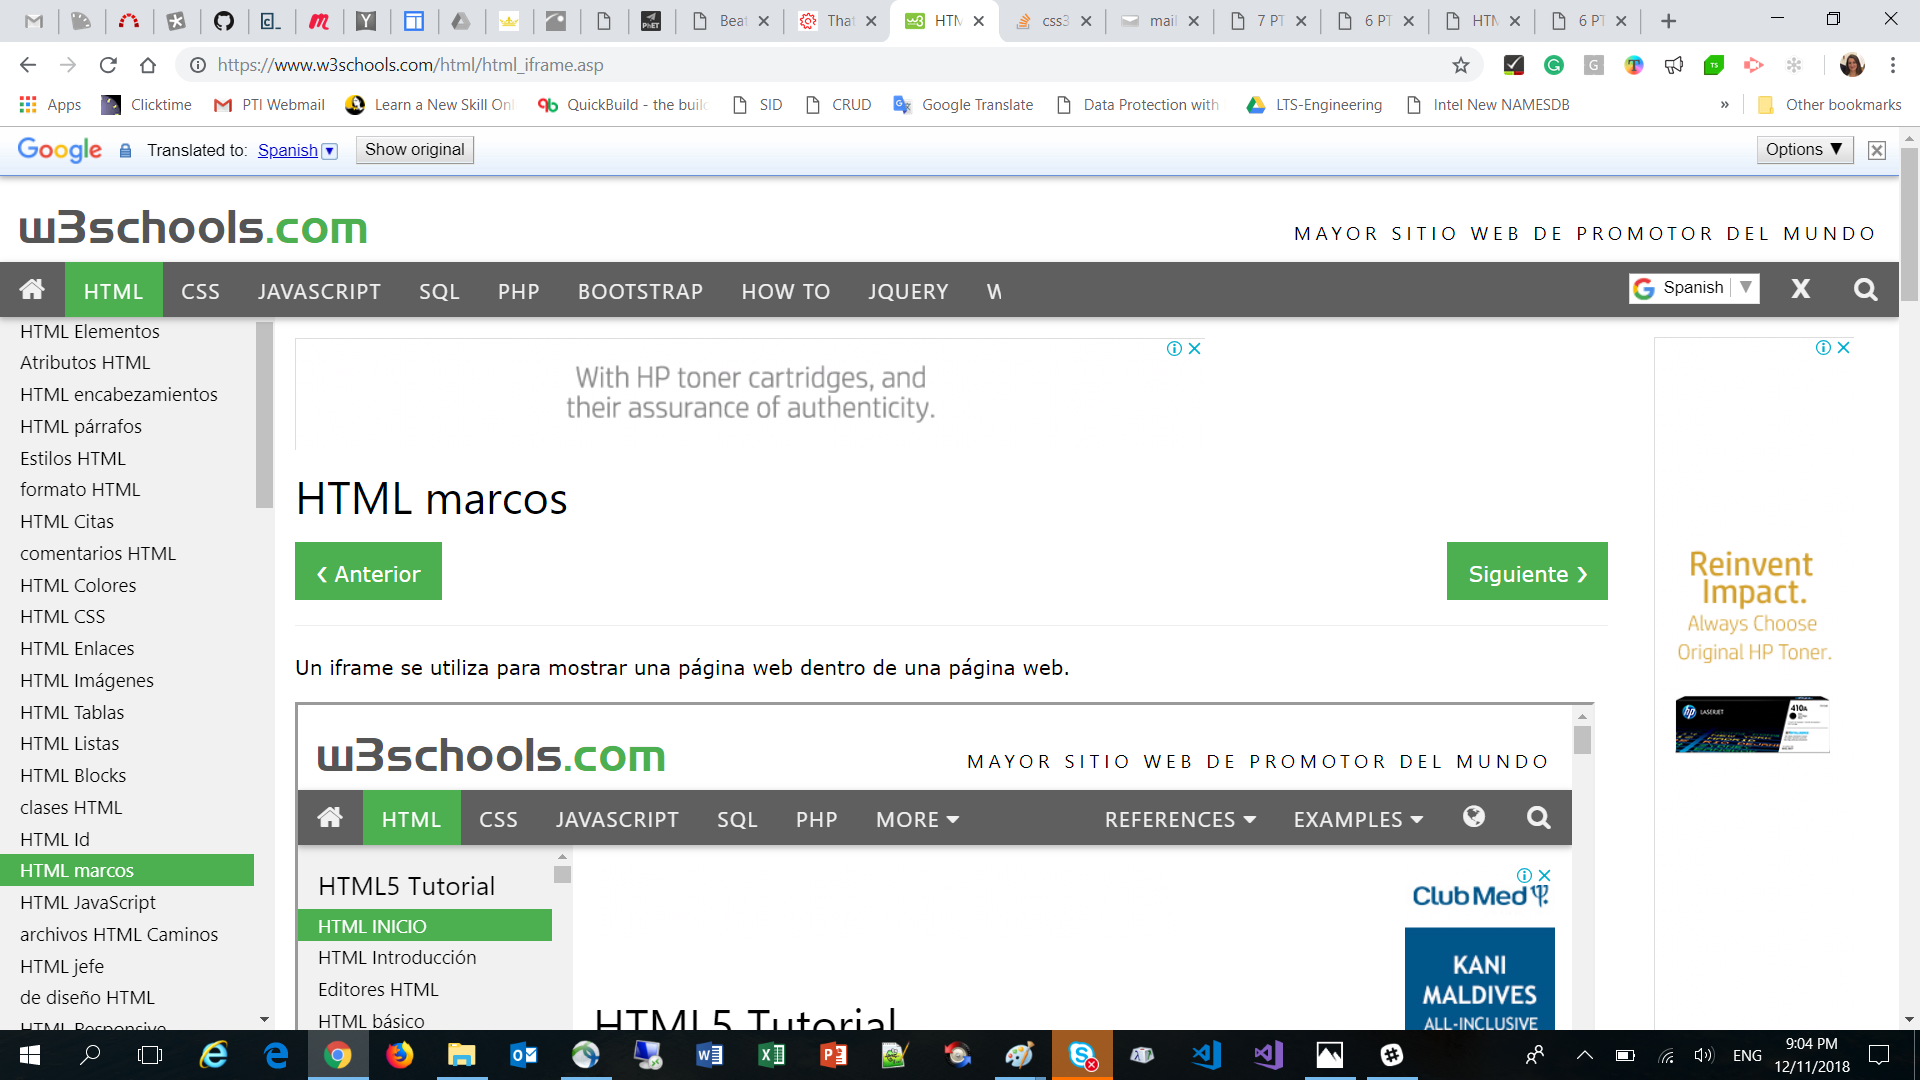 Beat
That
HTM
css3
mail
7 PT
6 PT
HTM
6 PT
https://www.w3schools.com/html/html_iframe.asp
Apps
Clicktime
PTI Webmail
Learn a New Skill Onl
QuickBuild - the buil
SID
CRUD
Google Translate
Data Protection with
LTS-Engineering
Intel New NAMESDB
»
Other bookmarks
Google
Translated to: Spanish
Show original
Options ▼
w3schools.com
MAYOR SITIO WEB DE PROMOTOR DEL MUNDO
HTML CSS JAVASCRIPT SQL PHP BOOTSTRAP HOW TO JQUERY W
Spanish ▼
X
HTML Elementos
Atributos HTML
HTML encabezamientos
HTML párrafos
Estilos HTML
formato HTML
HTML Citas
comentarios HTML
HTML Colores
HTML CSS
HTML Enlaces
HTML Imágenes
HTML Tablas
HTML Listas
HTML Blocks
clases HTML
HTML Id
HTML marcos
HTML JavaScript
archivos HTML Caminos
HTML jefe
de diseño HTML
HTML Responsive
With HP toner cartridges, and
their assurance of authenticity.
HTML marcos
❮ Anterior
Siguiente ❯
Un iframe se utiliza para mostrar una página web dentro de una página web.
w3schools.com
MAYOR SITIO WEB DE PROMOTOR DEL MUNDO
HTML CSS JAVASCRIPT SQL PHP MORE REFERENCES EXAMPLES
HTML5 Tutorial
HTML INICIO
HTML Introducción
Editores HTML
HTML básico
HTML5 Tutorial
Club Med
KANI
MALDIVES
ALL-INCLUSIVE
Reinvent
Impact.
Always Choose
Original HP Toner.
hp LASERJET 410A
ENG
9:04 PM
12/11/2018